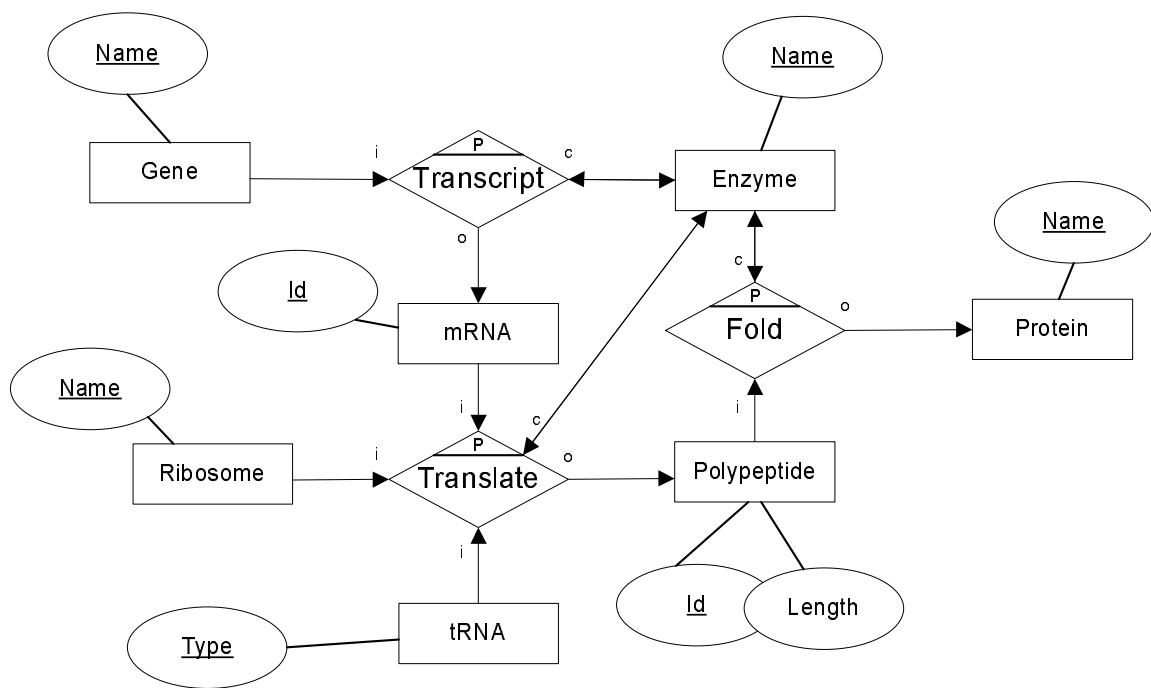 Name
Name
P
i
c
Transcript
Gene
Enzyme
Name
o
c
Id
P
o
mRNA
Fold
Protein
Name
i
c
i
P
i
o
Ribosome
Translate
Polypeptide
i
Id
Length
Type
tRNA